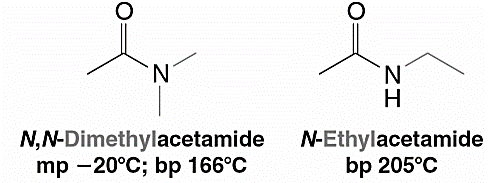 O
N
O
N
H
N,N-Dimethylacetamide
mp −20°C; bp 166°C
N-Ethylacetamide
bp 205°C